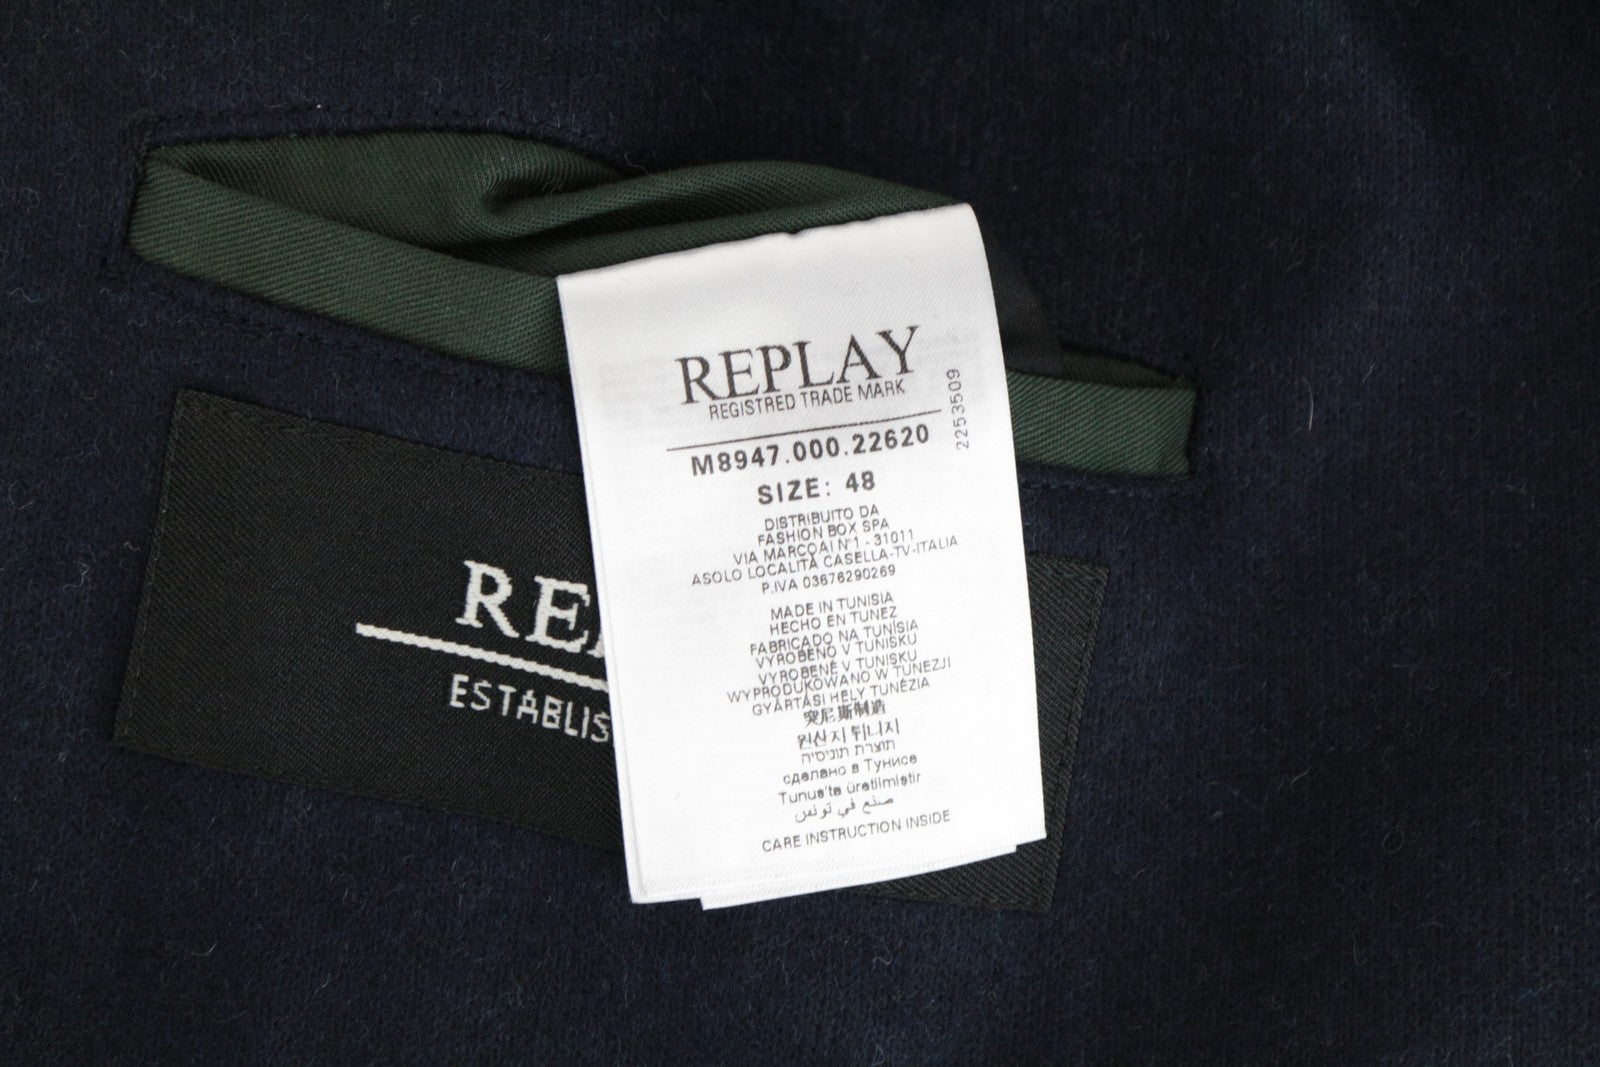 REPLAY
REGISTRED TRADE MARK
2253509
M8947.000.22620
SIZE: 48
DISTRIBUITO DA
FASHION BOX SPA
VIA MARCOAI N°1 - 31011
ASOLO LOCALITÀ CASELLA-TV-ITALIA
P.IVA 03676290269
MADE IN TUNISIA
HECHO EN TUNEZ
FABRICADO NA TUNÍSIA
VYROBENO V TUNISKU
VYROBENÉ V TUNISKU
WYPRODUKOWANO W TUNEZJI
GYÁRTÁSI HELY TUNÉZIA
突尼斯制造
원산지 튀니지
תוצרת תוניסיה
сделано в Тунисе
Tunus'ta üretilmiştir
صنع في تونس
CARE INSTRUCTION INSIDE
RE
ESTABLIS